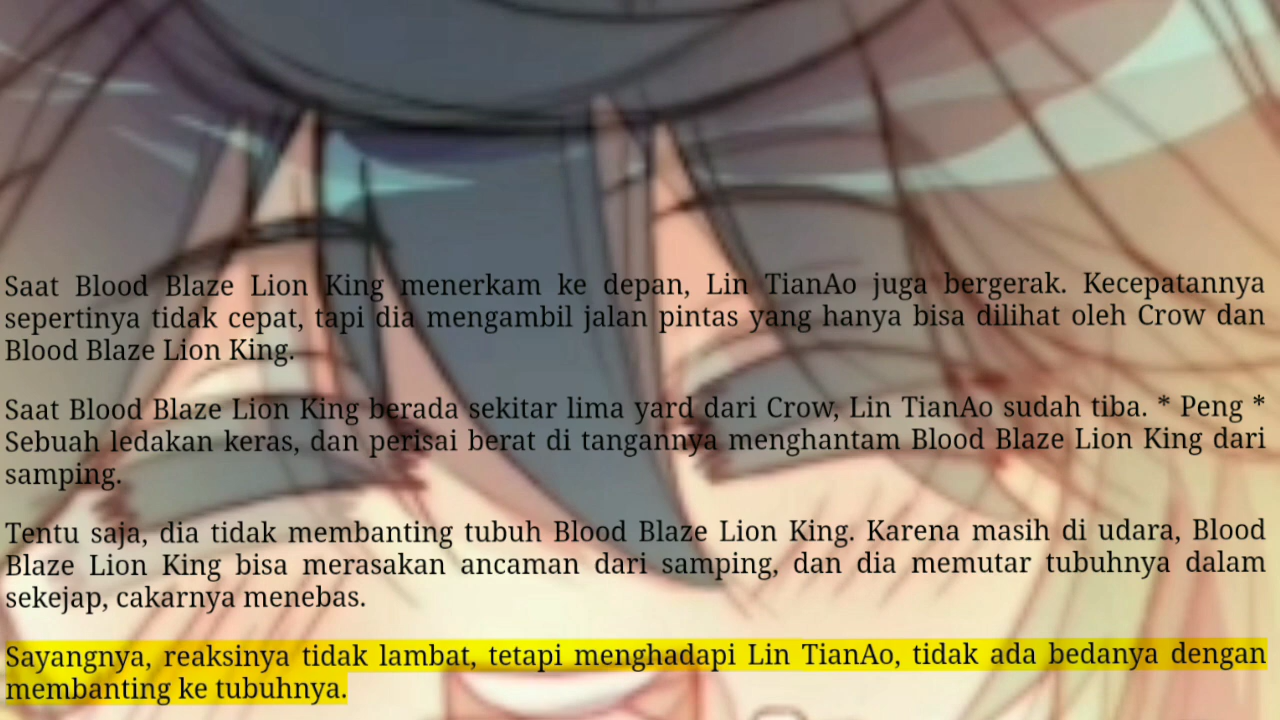 Saat Blood Blaze Lion King menerkam ke depan, Lin TianAo juga bergerak. Kecepatannya
sepertinya tidak cepat, tapi dia mengambil jalan pintas yang hanya bisa dilihat oleh Crow dan
Blood Blaze Lion King.
Saat Blood Blaze Lion King berada sekitar lima yard dari Crow, Lin TianAo sudah tiba. * Peng *
Sebuah ledakan keras, dan perisai berat di tangannya menghantam Blood Blaze Lion King dari
samping.
Tentu saja, dia tidak membanting tubuh Blood Blaze Lion King. Karena masih di udara, Blood
Blaze Lion King bisa merasakan ancaman dari samping, dan dia memutar tubuhnya dalam
sekejap, cakarnya menebas.
Sayangnya, reaksinya tidak lambat, tetapi menghadapi Lin TianAo, tidak ada bedanya dengan
membanting ke tubuhnya.